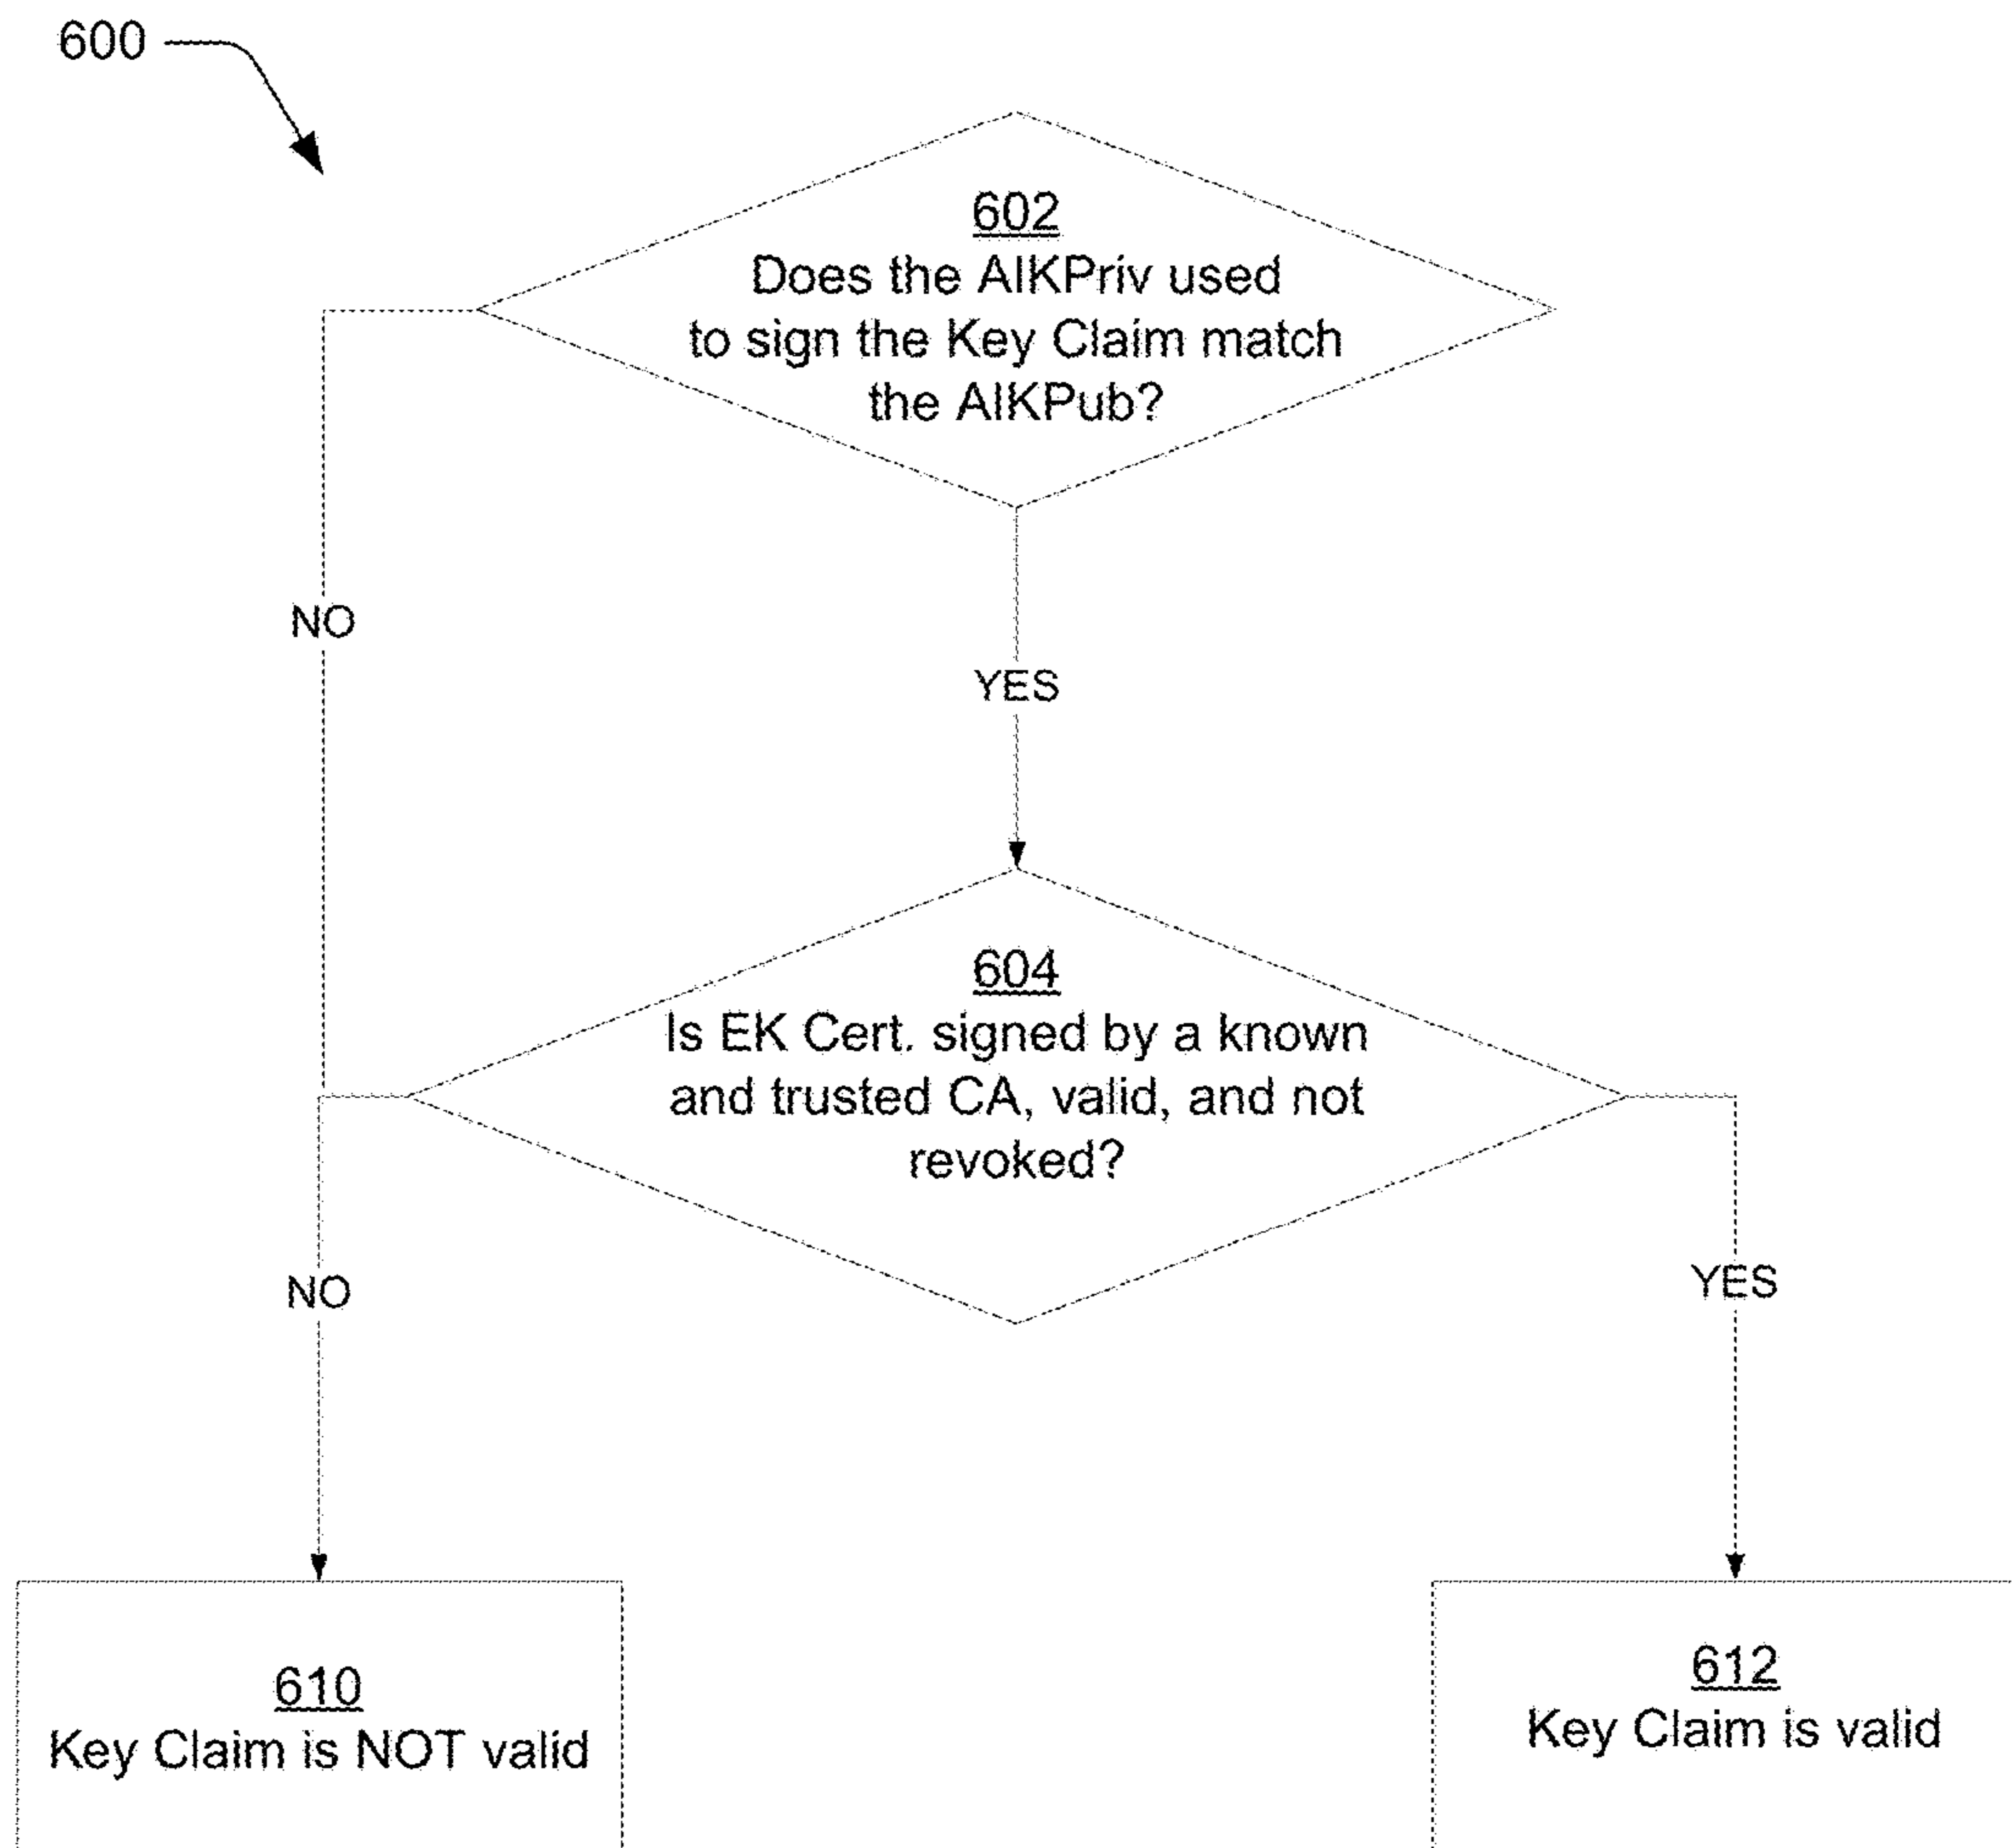 600
602
Does the AIKPriv used
to sign the Key Claim match
the AIKPub?
NO
YES
604
Is EK Cert. signed by a known
and trusted CA, valid, and not
revoked?
NO
YES
610
Key Claim is NOT valid
612
Key Claim is valid